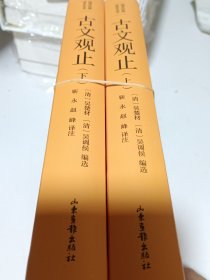 古文观止
(下)
[清]吴楚材 [清]吴调侯 编选
靳永 赵峰 译注
山东画报出版社
古文观止
(上)
[清]吴楚材 [清]吴调侯 编选
靳永 赵峰 译注
山东画报出版社